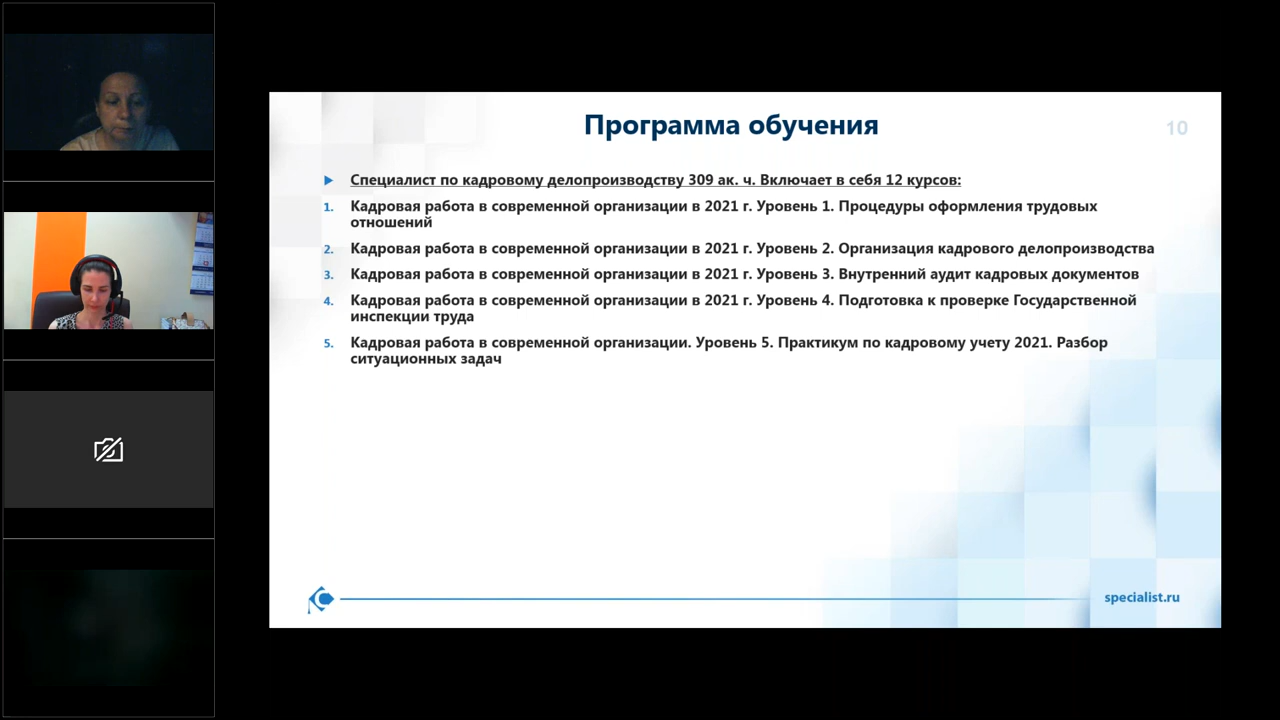 Программа обучения
10
Специалист по кадровому делопроизводству 309 ак. ч. Включает в себя 12 курсов:
1. Кадровая работа в современной организации в 2021 г. Уровень 1. Процедуры оформления трудовых
отношений
2. Кадровая работа в современной организации в 2021 г. Уровень 2. Организация кадрового делопроизводства
3. Кадровая работа в современной организации в 2021 г. Уровень 3. Внутренний аудит кадровых документов
4. Кадровая работа в современной организации в 2021 г. Уровень 4. Подготовка к проверке Государственной
инспекции труда
5. Кадровая работа в современной организации. Уровень 5. Практикум по кадровому учету 2021. Разбор
ситуационных задач
specialist.ru